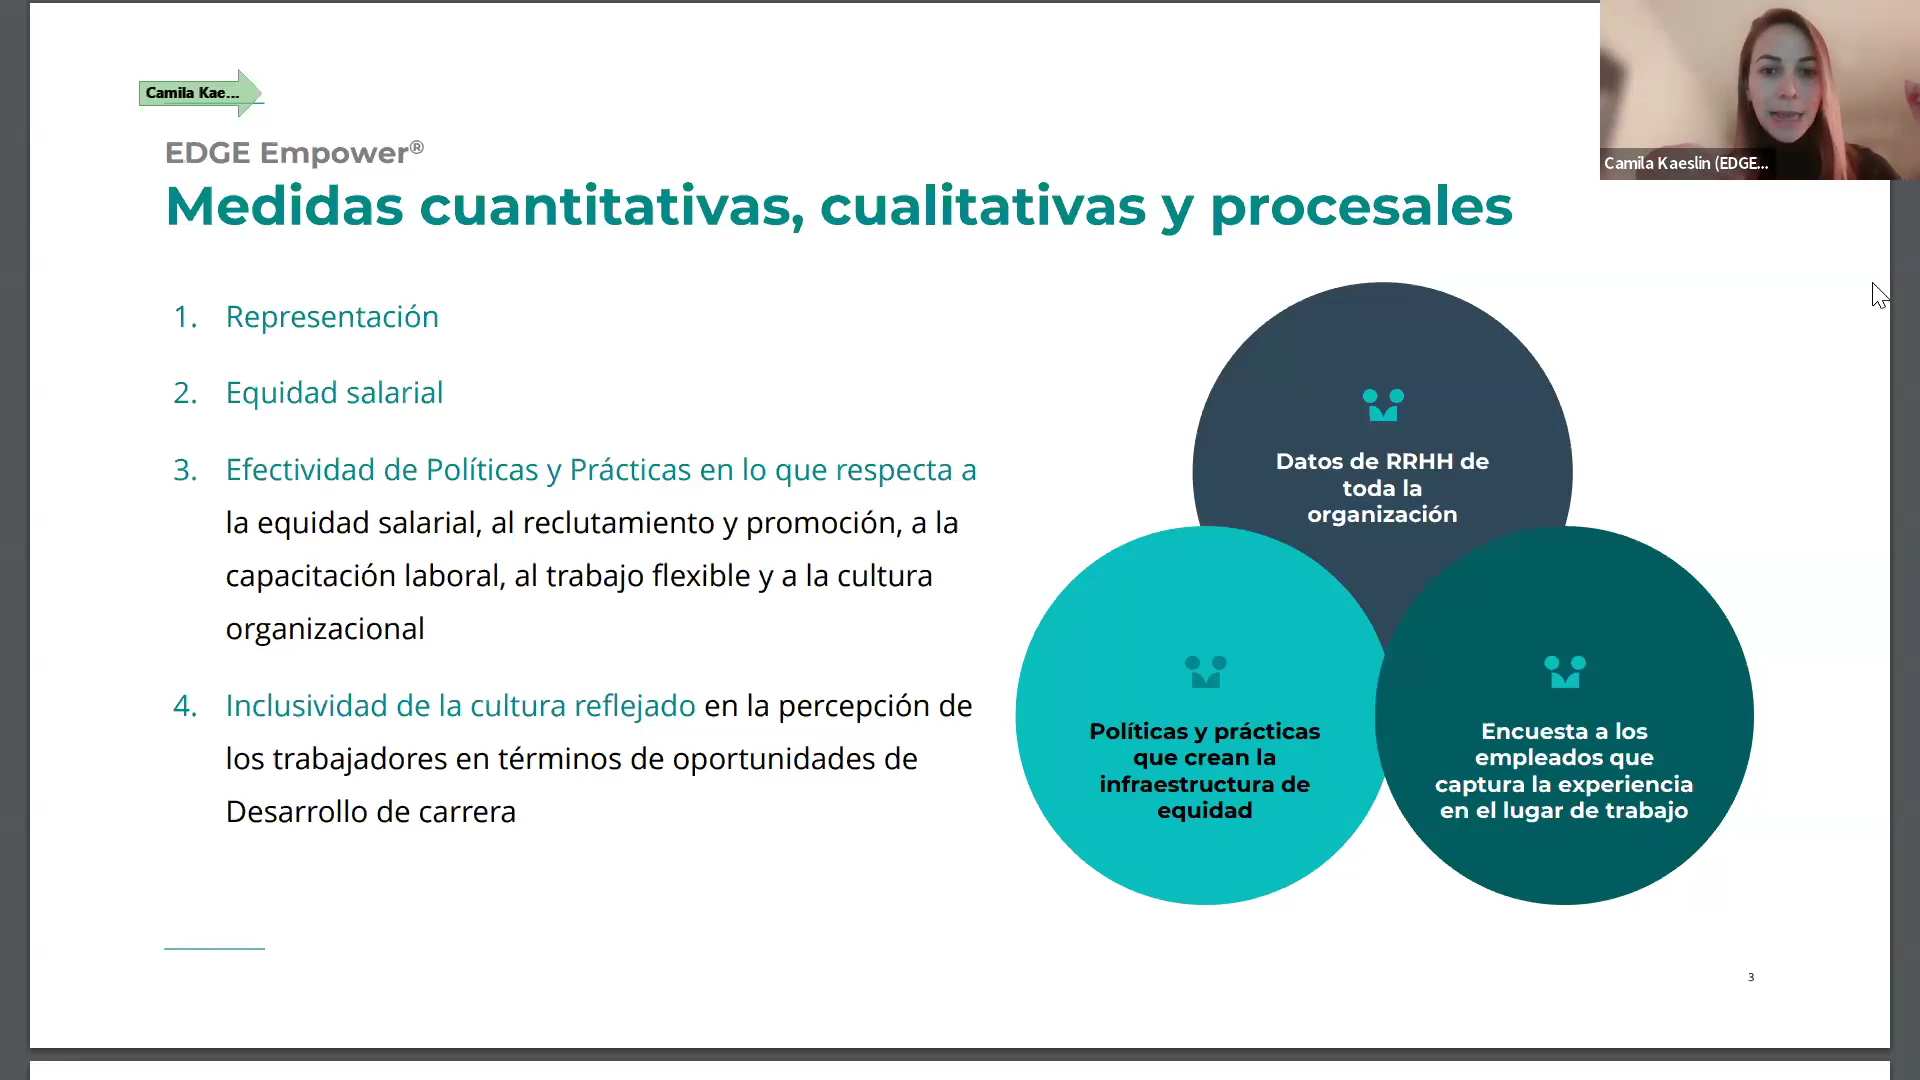 Camila Kae...
EDGE Empower®
Medidas cuantitativas, cualitativas y procesales
1. Representación
2. Equidad salarial
3. Efectividad de Políticas y Prácticas en lo que respecta a
la equidad salarial, al reclutamiento y promoción, a la
capacitación laboral, al trabajo flexible y a la cultura
organizacional
4. Inclusividad de la cultura reflejado en la percepción de
los trabajadores en términos de oportunidades de
Desarrollo de carrera
Datos de RRHH de
toda la
organización
Políticas y prácticas
que crean la
infraestructura de
equidad
Encuesta a los
empleados que
captura la experiencia
en el lugar de trabajo
3
Camila Kaeslin (EDGE...